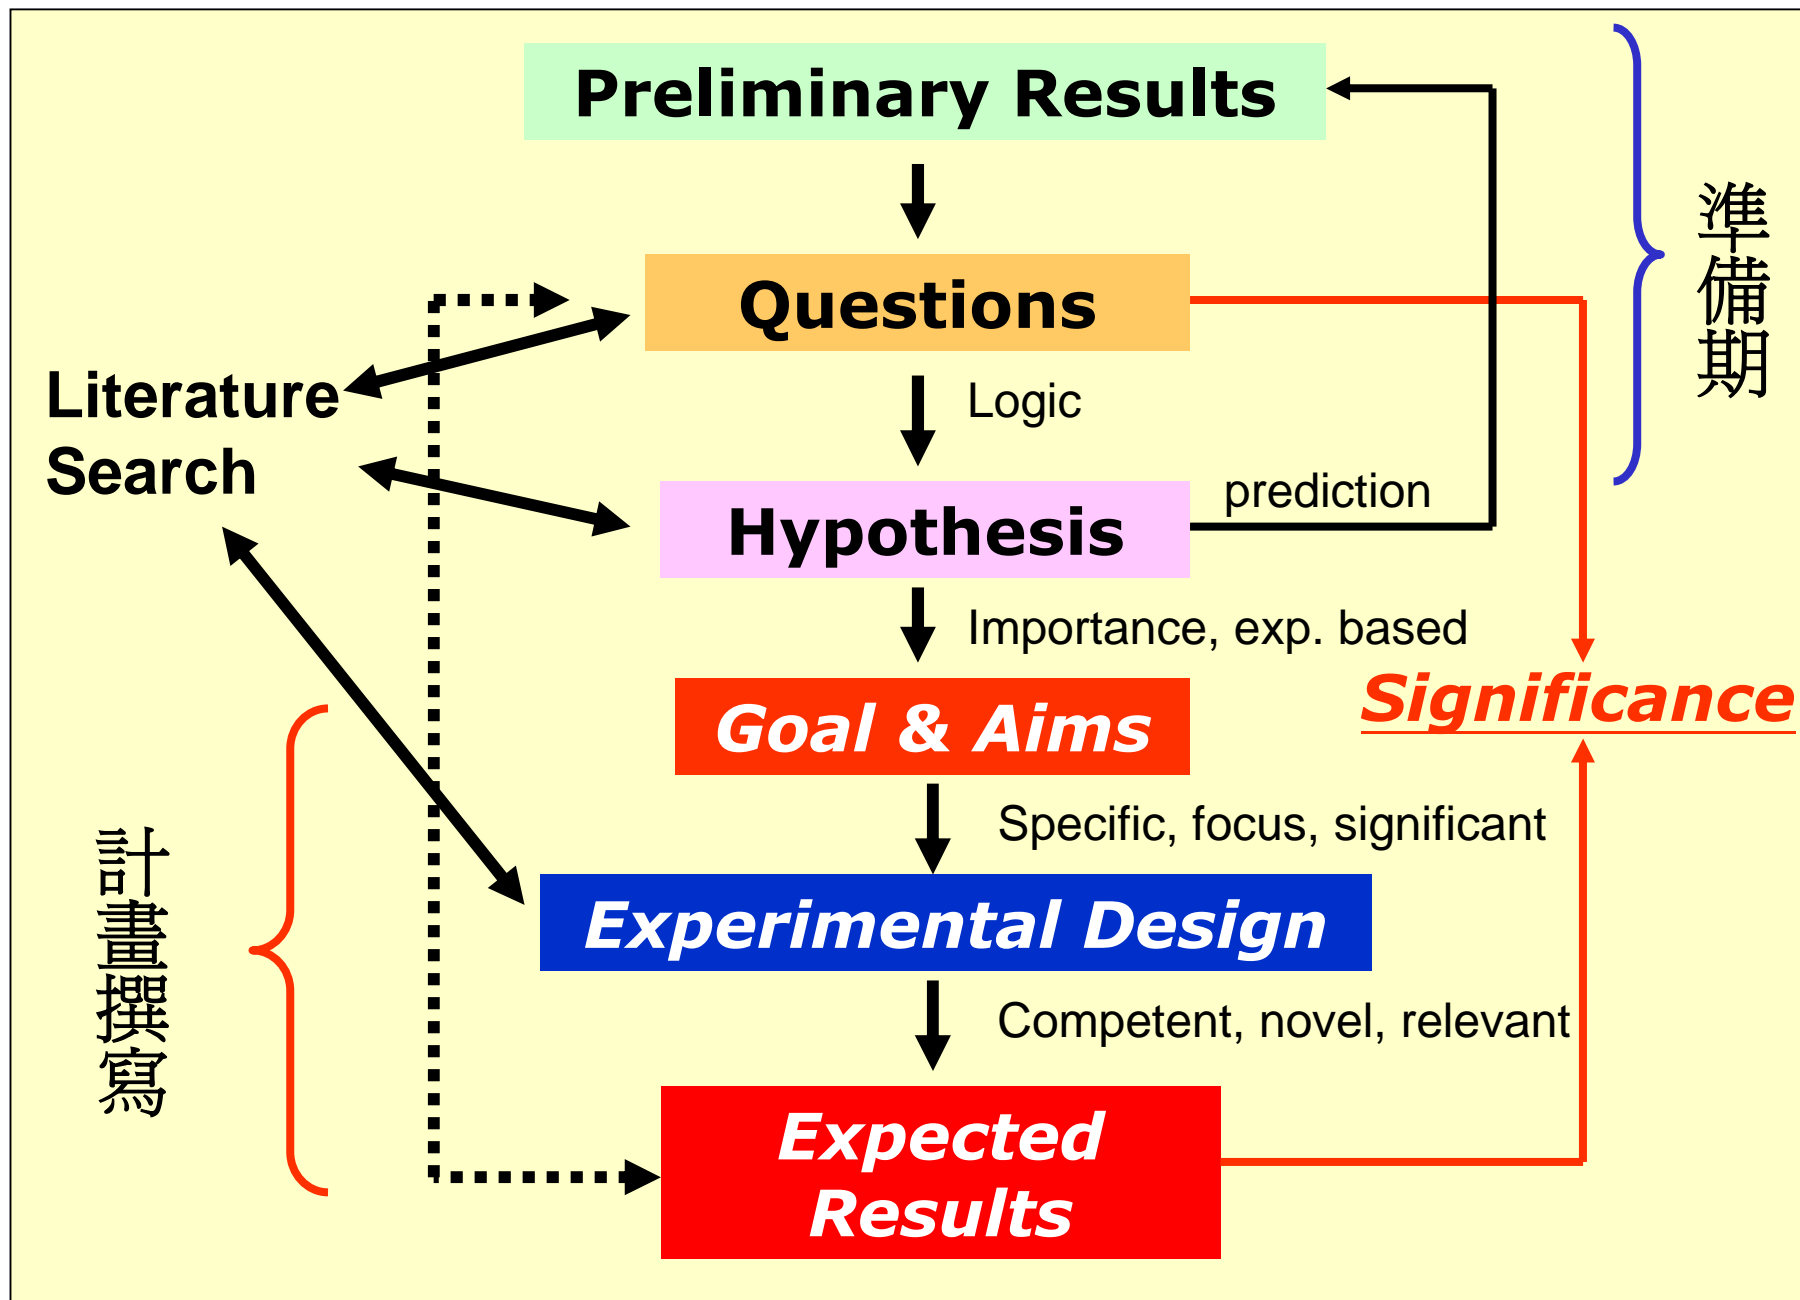 Preliminary Results
準備期
Questions
Logic
Literature
Search
prediction
Hypothesis
Importance, exp. based
Goal & Aims
Significance
Specific, focus, significant
計畫撰寫
Experimental Design
Competent, novel, relevant
Expected
Results